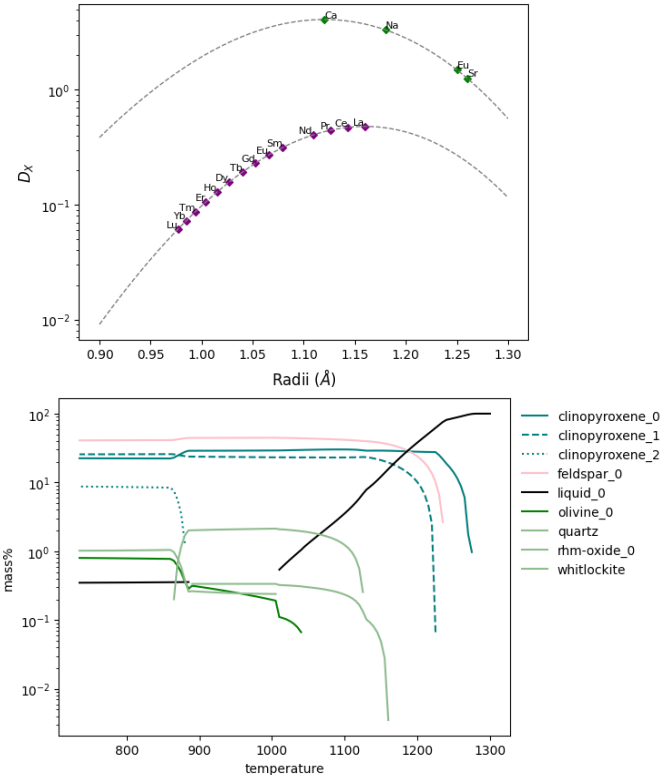 Ca
Na
Eu
Sr
10⁰
Nd
Pr
Ce
La
Sm
Eu
Gd
Tb
Dy
Ho
Er
Tm
Yb
Lu
10⁻¹
10⁻²
D_X
0.90 0.95 1.00 1.05 1.10 1.15 1.20 1.25 1.30
Radii (Å)
10²
10¹
10⁰
10⁻¹
10⁻²
mass%
800 900 1000 1100 1200 1300
temperature
clinopyroxene_0
clinopyroxene_1
clinopyroxene_2
feldspar_0
liquid_0
olivine_0
quartz
rhm-oxide_0
whitlockite